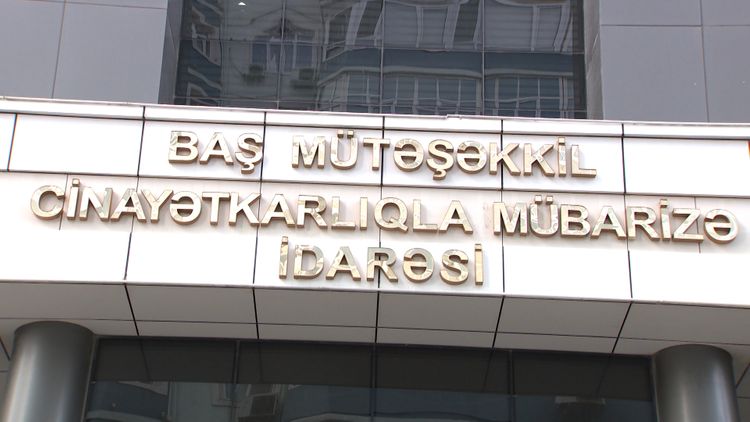 BAŞ MÜTƏŞƏKKİL
CİNAYƏTKARLIQLA MÜBARİZƏ
İDARƏSİ